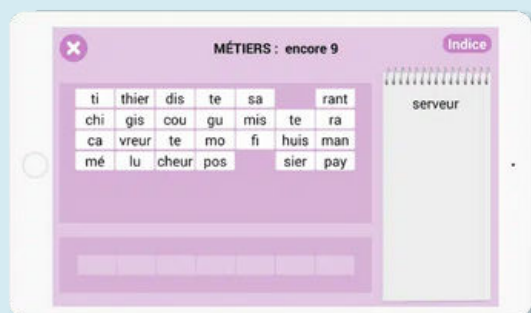 MÉTIERS : encore 9
Indice
ti thier dis te sa rant
chi gis cou gu mis te ra
ca vreur te mo fi huis man
mé lu cheur pos sier pay
serveur